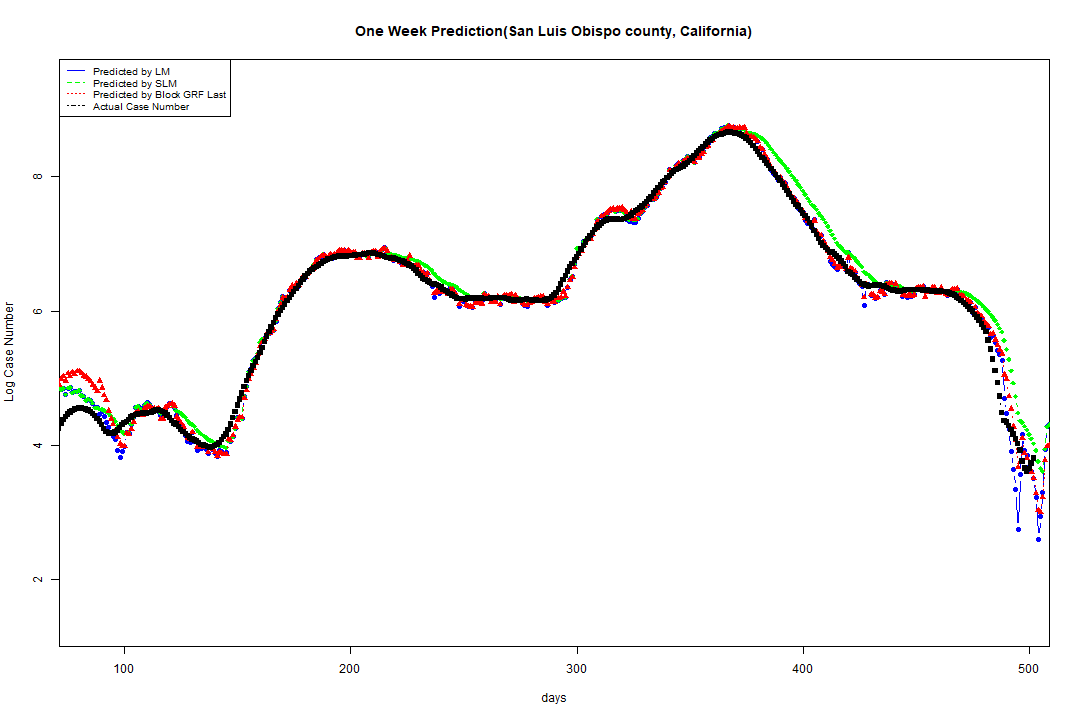 One Week Prediction(San Luis Obispo county, California)
Predicted by LM
Predicted by SLM
Predicted by Block GRF Last
Actual Case Number
8
6
4
2
Log Case Number
100 200 300 400 500
days